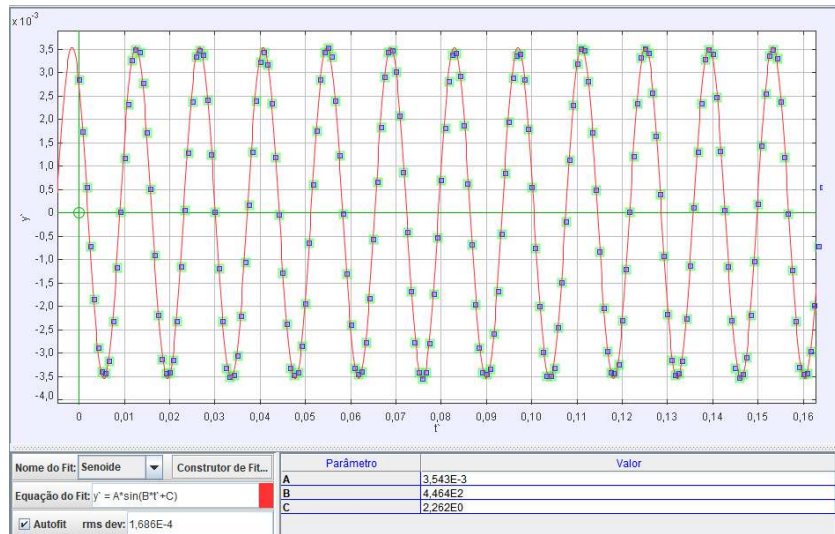 x 10⁻³
3,5
3,0
2,5
2,0
1,5
1,0
0,5
0
-0,5
-1,0
-1,5
-2,0
-2,5
-3,0
-3,5
-4,0
y`
0 0,01 0,02 0,03 0,04 0,05 0,06 0,07 0,08 0,09 0,10 0,11 0,12 0,13 0,14 0,15 0,16
t`
Nome do Fit: Senoide Construtor de Fit...
Equação do Fit: y` = A*sin(B*t`+C)
Autofit rms dev: 1,686E-4
Parâmetro Valor
A 3,543E-3
B 4,464E2
C 2,262E0